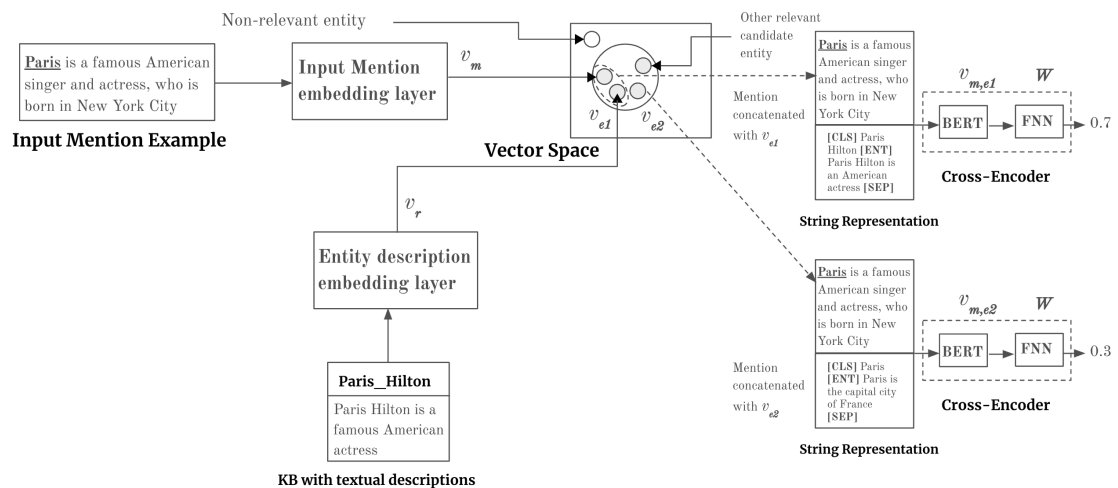 Non-relevant entity
Paris is a famous American
singer and actress, who is
born in New York City
Input Mention Example
Input Mention
embedding layer
v_m
v_e1
v_e2
Vector Space
Other relevant
candidate
entity
Mention
concatenated
with v_e1
Paris is a famous
American singer
and actress, who
is born in New
York City
[CLS] Paris
Hilton [ENT]
Paris Hilton is
an American
actress [SEP]
String Representation
v_m,e1
W
BERT
FNN
0.7
Cross-Encoder
v_r
Entity description
embedding layer
Paris_Hilton
Paris Hilton is a
famous American
actress
KB with textual descriptions
Mention
concatenated
with v_e2
Paris is a famous
American singer
and actress, who
is born in New
York City
[CLS] Paris
[ENT] Paris is
the capital city
of France
[SEP]
String Representation
v_m,e2
W
BERT
FNN
0.3
Cross-Encoder